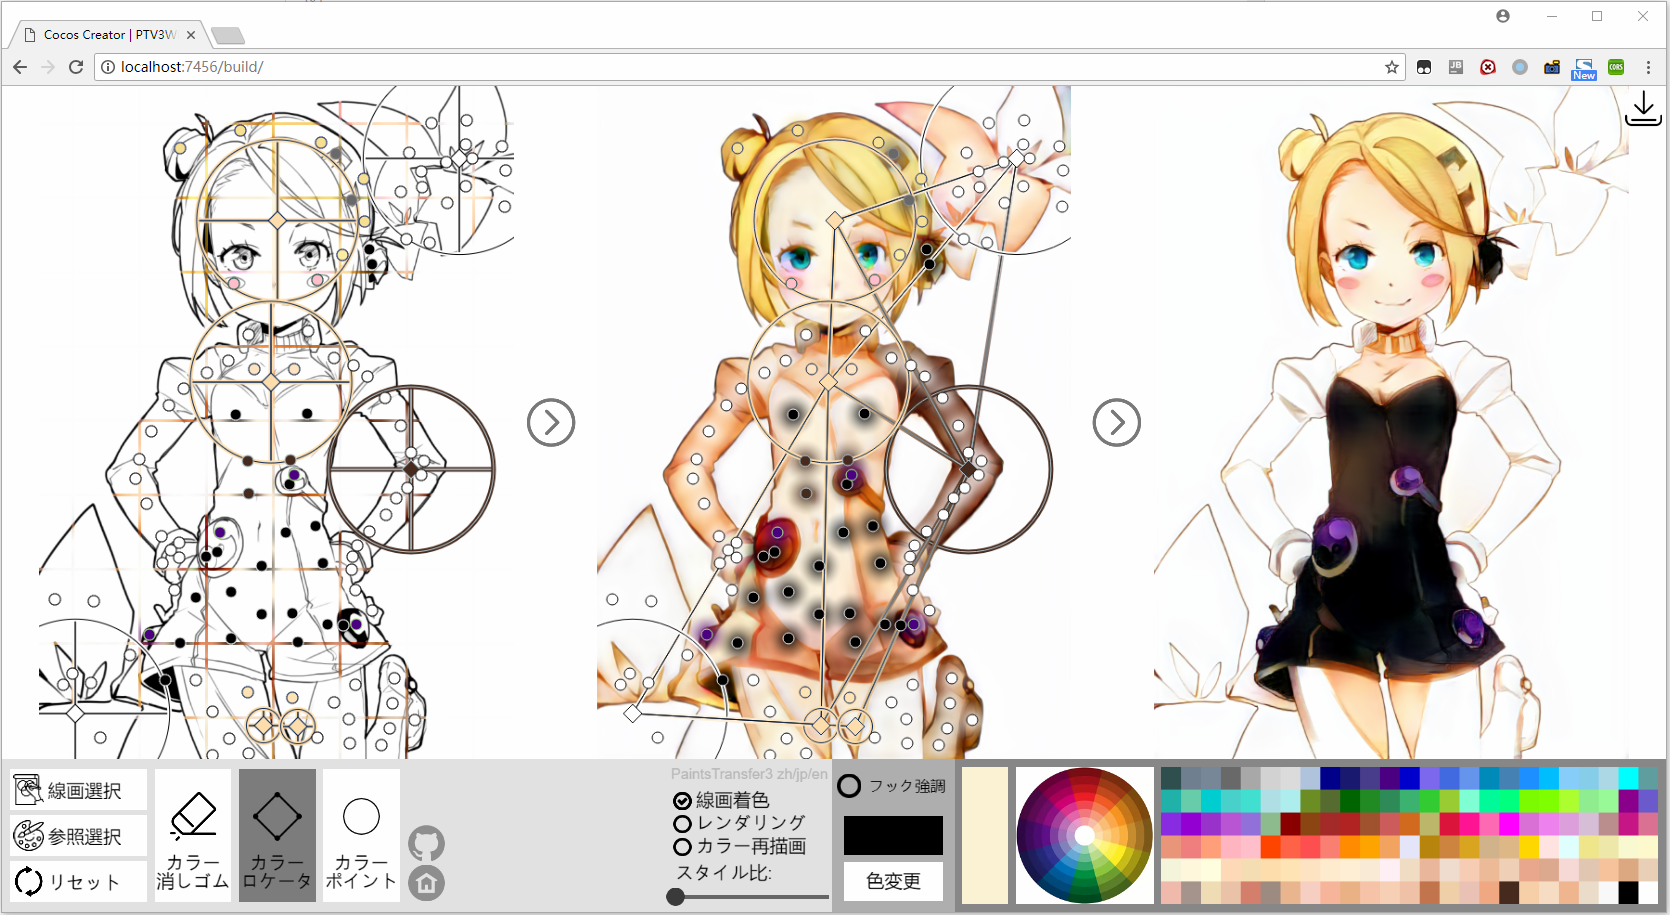 Cocos Creator | PTV3W
localhost:7456/build/
JB
New
CORS
線画選択
参照選択
リセット
カラー
消しゴム
カラー
ロケータ
カラー
ポイント
PaintsTransfer3 zh/jp/en
線画着色
レンダリング
カラー再描画
スタイル比:
フック強調
色変更